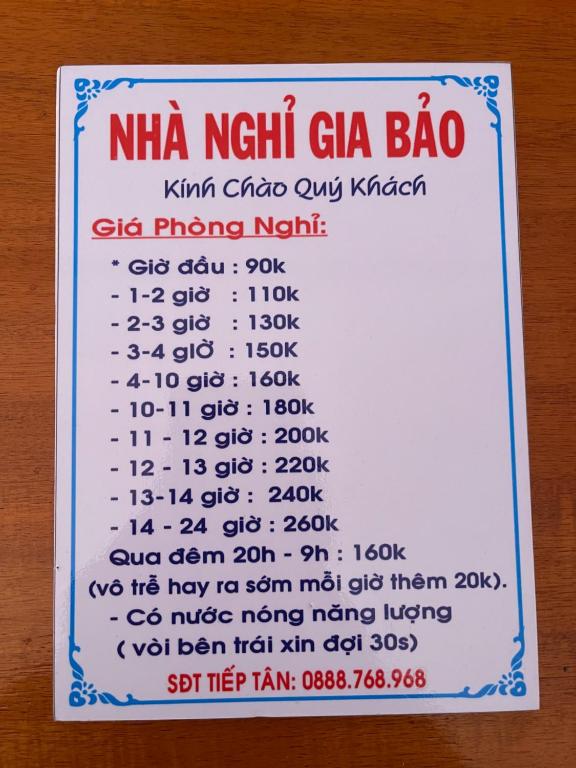 NHÀ NGHỈ GIA BẢO
Kính Chào Quý Khách
Giá Phòng Nghỉ:
* Giờ đầu : 90k
- 1-2 giờ : 110k
- 2-3 giờ : 130k
- 3-4 gIỜ : 150K
- 4-10 giờ : 160k
- 10-11 giờ : 180k
- 11 - 12 giờ : 200k
- 12 - 13 giờ : 220k
- 13-14 giờ : 240k
- 14 - 24 giờ : 260k
Qua đêm 20h - 9h : 160k
(vô trễ hay ra sớm mỗi giờ thêm 20k).
- Có nước nóng năng lượng
( vòi bên trái xin đợi 30s)
SĐT TIẾP TÂN: 0888.768.968